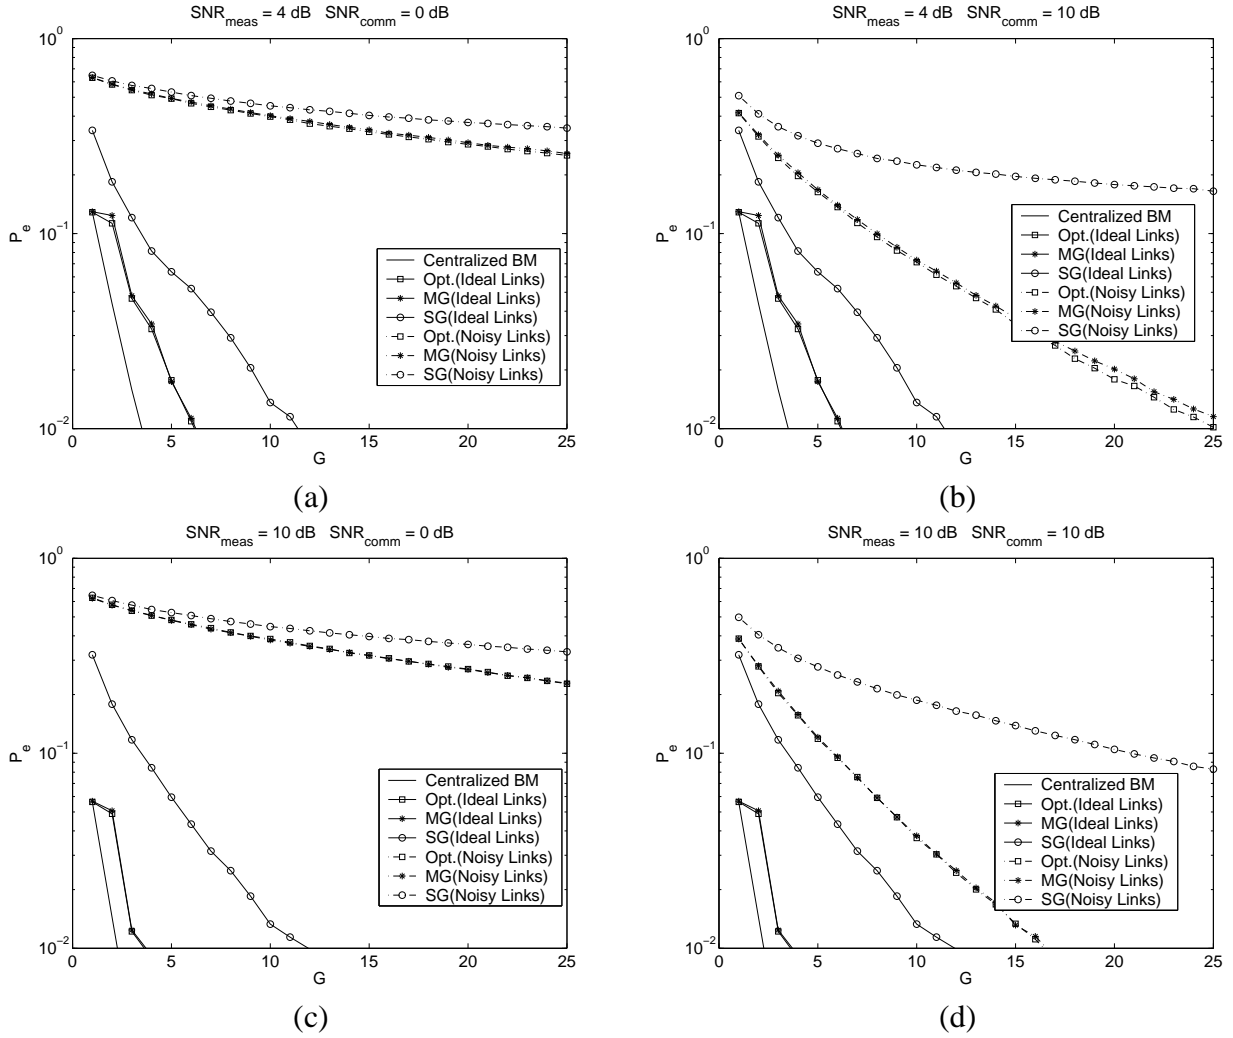 SNR_meas = 4 dB SNR_comm = 0 dB
10^0
10^−1
10^−2
P_e
0 5 10 15 20 25
G
Centralized BM
Opt.(Ideal Links)
MG(Ideal Links)
SG(Ideal Links)
Opt.(Noisy Links)
MG(Noisy Links)
SG(Noisy Links)
(a)
SNR_meas = 4 dB SNR_comm = 10 dB
10^0
10^−1
10^−2
P_e
0 5 10 15 20 25
G
Centralized BM
Opt.(Ideal Links)
MG(Ideal Links)
SG(Ideal Links)
Opt.(Noisy Links)
MG(Noisy Links)
SG(Noisy Links)
(b)
SNR_meas = 10 dB SNR_comm = 0 dB
10^0
10^−1
10^−2
P_e
0 5 10 15 20 25
G
Centralized BM
Opt.(Ideal Links)
MG(Ideal Links)
SG(Ideal Links)
Opt.(Noisy Links)
MG(Noisy Links)
SG(Noisy Links)
(c)
SNR_meas = 10 dB SNR_comm = 10 dB
10^0
10^−1
10^−2
P_e
0 5 10 15 20 25
G
Centralized BM
Opt.(Ideal Links)
MG(Ideal Links)
SG(Ideal Links)
Opt.(Noisy Links)
MG(Noisy Links)
SG(Noisy Links)
(d)